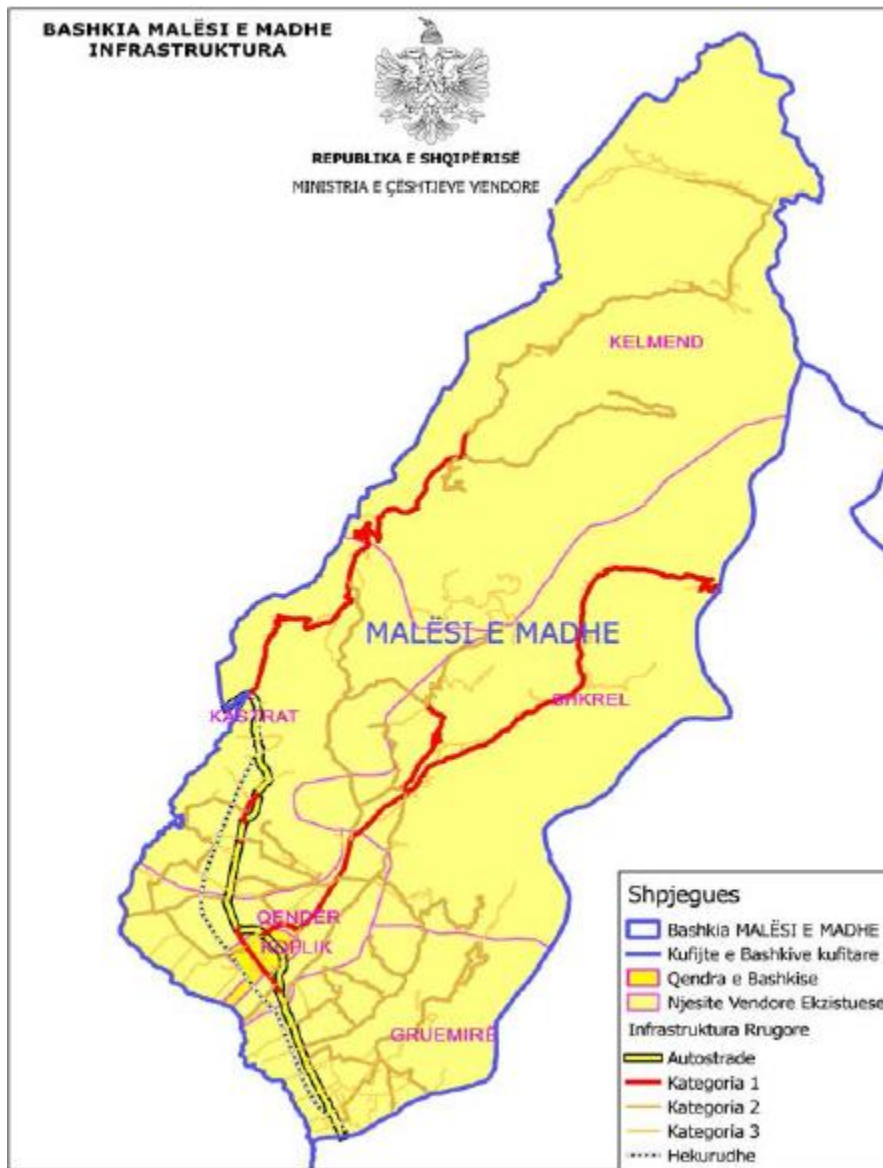 BASHKIA MALËSI E MADHE
INFRASTRUKTURA
REPUBLIKA E SHQIPËRISË
MINISTRIA E ÇËSHTJEVE VENDORE
KELMEND
MALËSI E MADHE
SHKREL
KASTRAT
QENDËR
KOPLIK
GRUEMIRË
Shpjegues
Bashkia MALËSI E MADHE
Kufijte e Bashkive kufitare
Qendra e Bashkise
Njesite Vendore Ekzistuese
Infrastruktura Rrugore
Autostrade
Kategoria 1
Kategoria 2
Kategoria 3
Hekurudhe